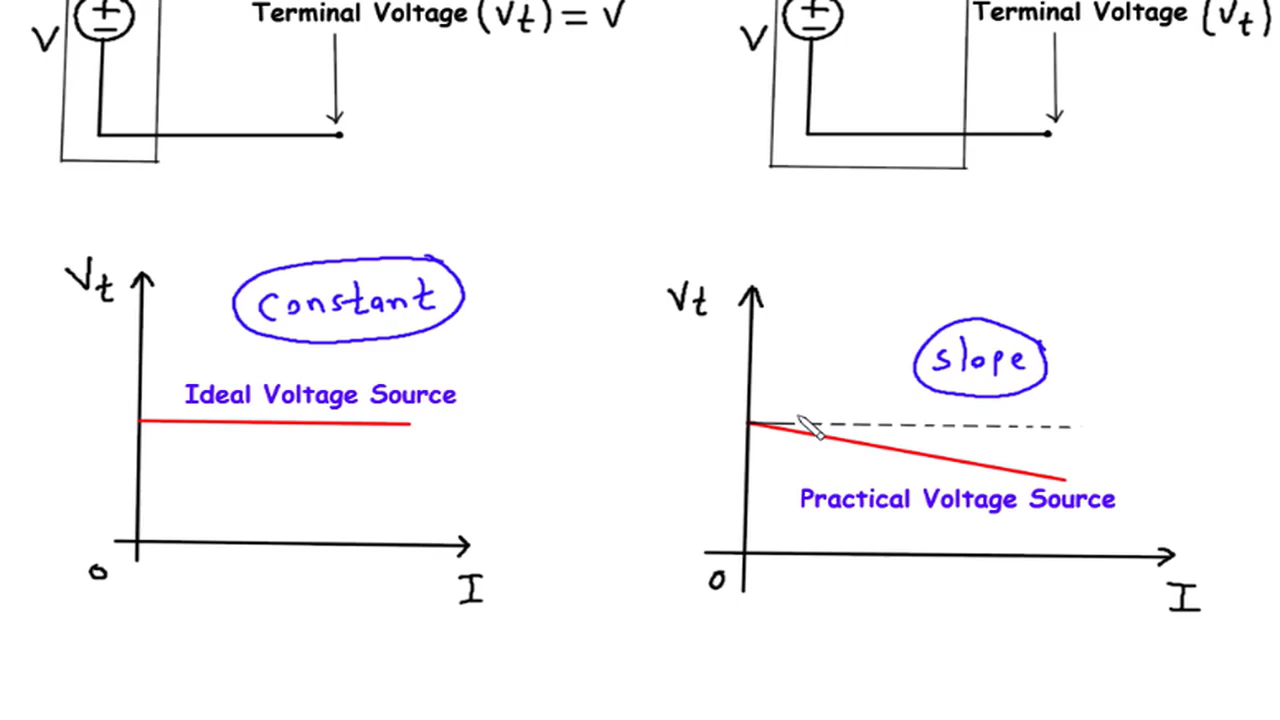 Terminal Voltage (Vt) = V
V
+
−
Terminal Voltage (Vt)
V
+
−
Vt
Constant
Ideal Voltage Source
0
I
Vt
slope
Practical Voltage Source
0
I